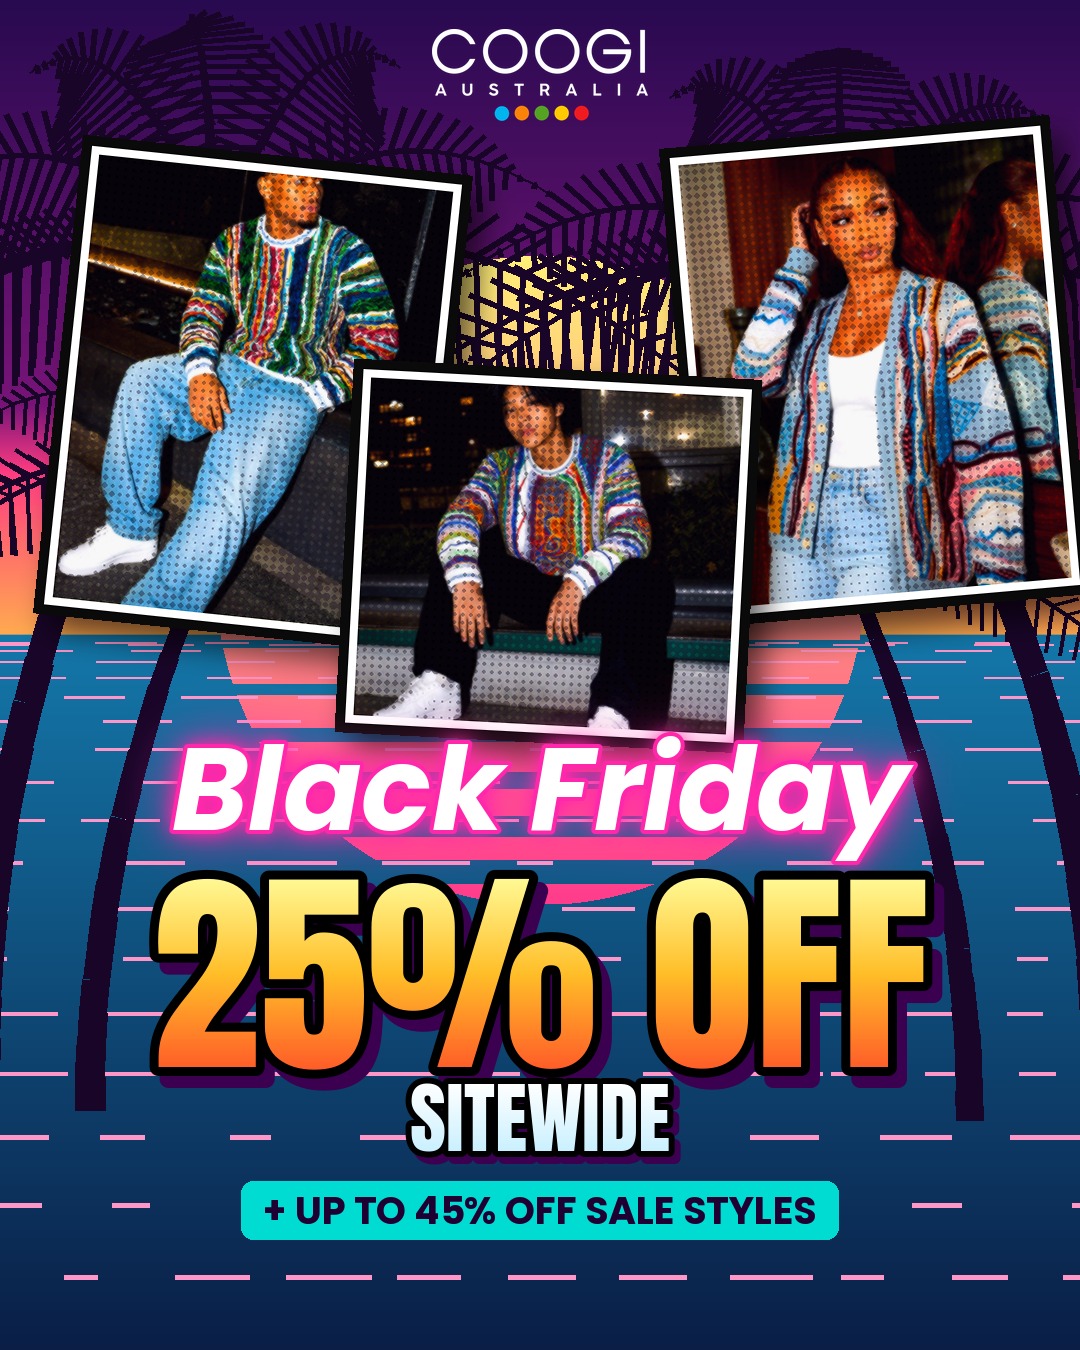 COOGI
AUSTRALIA
Black Friday
25% OFF
SITEWIDE
+ UP TO 45% OFF SALE STYLES